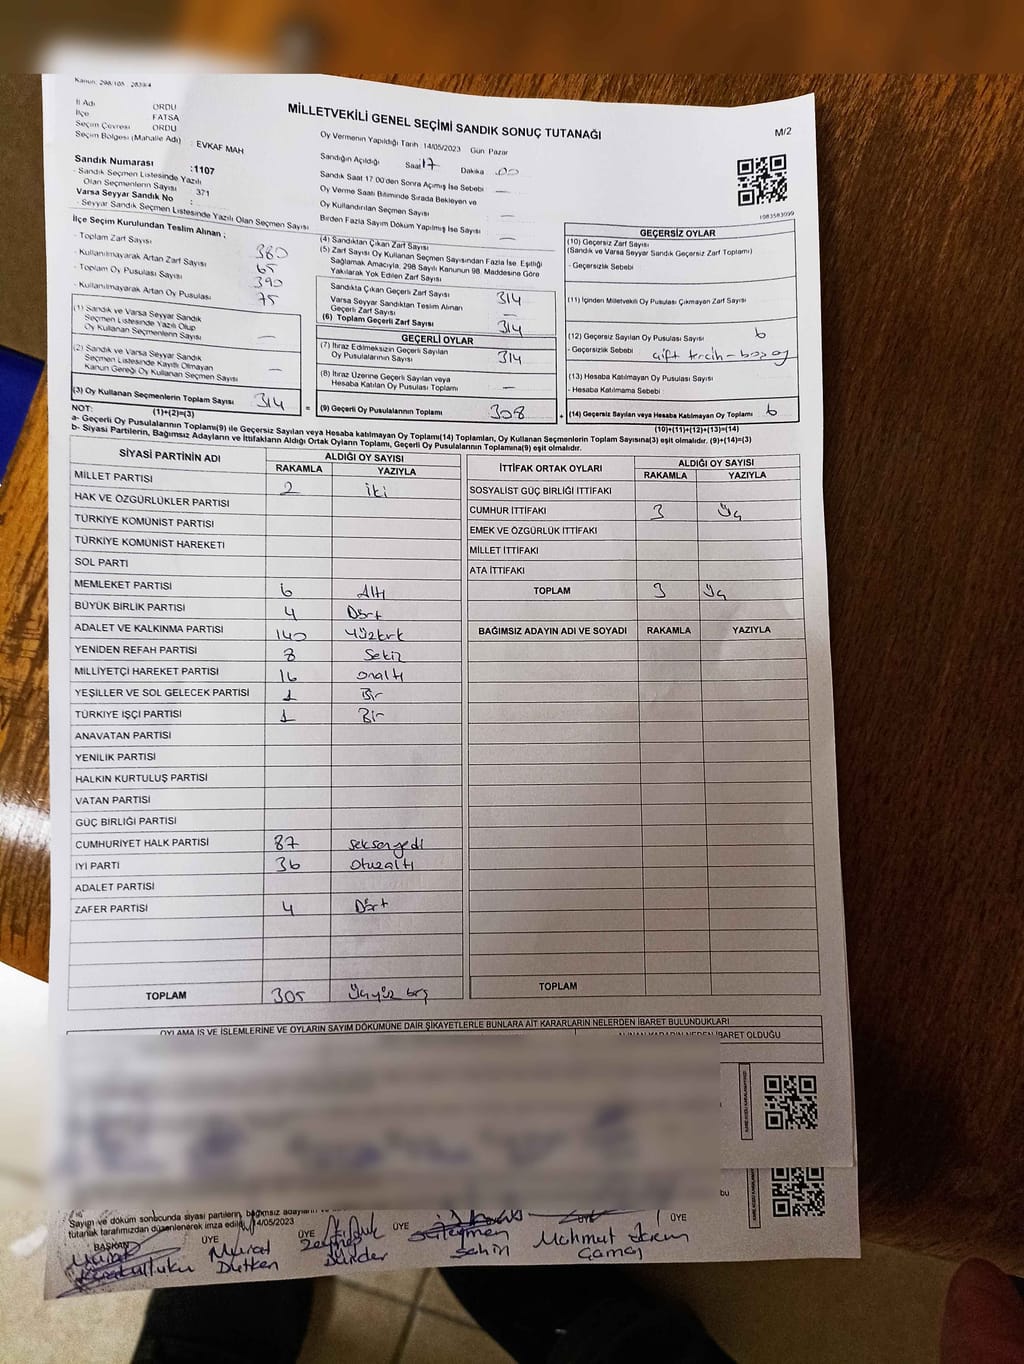 Kanun: 298/105 - 2839/4
İl Adı ORDU
İlçe FATSA
Seçim Çevresi ORDU
Seçim Bölgesi (Mahalle Adı) : EVKAF MAH
MİLLETVEKİLİ GENEL SEÇİMİ SANDIK SONUÇ TUTANAĞI
M/2
Oy Vermenin Yapıldığı Tarih 14/05/2023 Gün Pazar
Sandığın Açıldığı Saat 17 Dakika 00
Sandık Saat 17 00'den Sonra Açımış İse Sebebi —
Oy Verme Saati Bitiminde Sırada Bekleyen ve
Oy Kullandırılan Seçmen Sayısı —
Birden Fazla Sayım Döküm Yapılmış İse Sayısı —
1983583099
Sandık Numarası :1107
- Sandık Seçmen Listesinde Yazılı
Olan Seçmenlerin Sayısı 371
Varsa Seyyar Sandık No :
- Seyyar Sandık Seçmen Listesinde Yazılı Olan Seçmen Sayısı
İlçe Seçim Kurulundan Teslim Alınan ;
- Toplam Zarf Sayısı 380
- Kullanılmayarak Artan Zarf Sayısı 65
- Toplam Oy Pusulası Sayısı 390
- Kullanılmayarak Artan Oy Pusulası 75
(1) Sandık ve Varsa Seyyar Sandık
Seçmen Listesinde Yazılı Olup
Oy Kullanan Seçmenlerin Sayısı —
(2) Sandık ve Varsa Seyyar Sandık
Seçmen Listesinde Kayıtlı Olmayan
Kanun Gereği Oy Kullanan Seçmen Sayısı —
(3) Oy Kullanan Seçmenlerin Toplam Sayısı 314
(1)+(2)=(3)
(4) Sandıktan Çıkan Zarf Sayısı
(5) Zarf Sayısı Oy Kullanan Seçmen Sayısından Fazla İse, Eşitliği
Sağlamak Amacıyla, 298 Sayılı Kanunun 98. Maddesine Göre
Yakılarak Yok Edilen Zarf Sayısı
Sandıkta Çıkan Geçerli Zarf Sayısı 314
Varsa Seyyar Sandıktan Teslim Alınan
Geçerli Zarf Sayısı —
(6) Toplam Geçerli Zarf Sayısı 314
GEÇERLİ OYLAR
(7) İtiraz Edilmeksizin Geçerli Sayılan
Oy Pusulalarının Sayısı 314
(8) İtiraz Üzerine Geçerli Sayılan veya
Hesaba Katılan Oy Pusulası Toplamı —
= (9) Geçerli Oy Pusulalarının Toplamı 308 +
GEÇERSİZ OYLAR
(10) Geçersiz Zarf Sayısı
(Sandık ve Varsa Seyyar Sandık Geçersiz Zarf Toplamı)
- Geçersizlik Sebebi
(11) İçinden Milletvekili Oy Pusulası Çıkmayan Zarf Sayısı
(12) Geçersiz Sayılan Oy Pusulası Sayısı 6
- Geçersizlik Sebebi çift tercih - boş oy
(13) Hesaba Katılmayan Oy Pusulası Sayısı
- Hesaba Katılmama Sebebi
(14) Geçersiz Sayılan veya Hesaba Katılmayan Oy Toplamı 6
(10)+(11)+(12)+(13)=(14)
NOT:
a- Geçerli Oy Pusulalarının Toplamı(9) ile Geçersiz Sayılan veya Hesaba katılmayan Oy Toplamı(14) Toplamları, Oy Kullanan Seçmenlerin Toplam Sayısına(3) eşit olmalıdır. (9)+(14)=(3)
b- Siyasi Partilerin, Bağımsız Adayların ve İttifakların Aldığı Ortak Oyların Toplamı, Geçerli Oy Pusulalarının Toplamına(9) eşit olmalıdır.
SİYASİ PARTİNİN ADI ALDIĞI OY SAYISI
RAKAMLA YAZIYLA
MİLLET PARTİSİ 2 iki
HAK VE ÖZGÜRLÜKLER PARTİSİ
TÜRKİYE KOMÜNİST PARTİSİ
TÜRKİYE KOMÜNİST HAREKETİ
SOL PARTİ
MEMLEKET PARTİSİ 6 Altı
BÜYÜK BİRLİK PARTİSİ 4 Dört
ADALET VE KALKINMA PARTİSİ 140 Yüzkırk
YENİDEN REFAH PARTİSİ 8 Sekiz
MİLLİYETÇİ HAREKET PARTİSİ 16 onaltı
YEŞİLLER VE SOL GELECEK PARTİSİ 1 Bir
TÜRKİYE İŞÇİ PARTİSİ 1 Bir
ANAVATAN PARTİSİ
YENİLİK PARTİSİ
HALKIN KURTULUŞ PARTİSİ
VATAN PARTİSİ
GÜÇ BİRLİĞİ PARTİSİ
CUMHURİYET HALK PARTİSİ 87 seksenyedi
İYİ PARTİ 36 otuzaltı
ADALET PARTİSİ
ZAFER PARTİSİ 4 Dört
TOPLAM 305 Üçyüz beş
İTTİFAK ORTAK OYLARI ALDIĞI OY SAYISI
RAKAMLA YAZIYLA
SOSYALİST GÜÇ BİRLİĞİ İTTİFAKI
CUMHUR İTTİFAKI 3 Üç
EMEK VE ÖZGÜRLÜK İTTİFAKI
MİLLET İTTİFAKI
ATA İTTİFAKI
TOPLAM 3 Üç
BAĞIMSIZ ADAYIN ADI VE SOYADI RAKAMLA YAZIYLA
TOPLAM
OYLAMA İŞ VE İŞLEMLERİNE VE OYLARIN SAYIM DÖKÜMÜNE DAİR ŞİKAYETLERLE BUNLARA AİT KARARLARIN NELERDEN İBARET BULUNDUKLARI
İBARET OLDUĞU
bu
Sayım ve döküm sonucunda siyasi partilerin, bağımsız adayların
tutanak tarafımızdan düzenlenerek imza edildi. 14/05/2023
BAŞKAN ÜYE ÜYE ÜYE ÜYE ÜYE
Murat Süleyman Mahmut
Dutken Dünder Şahin Gamaş